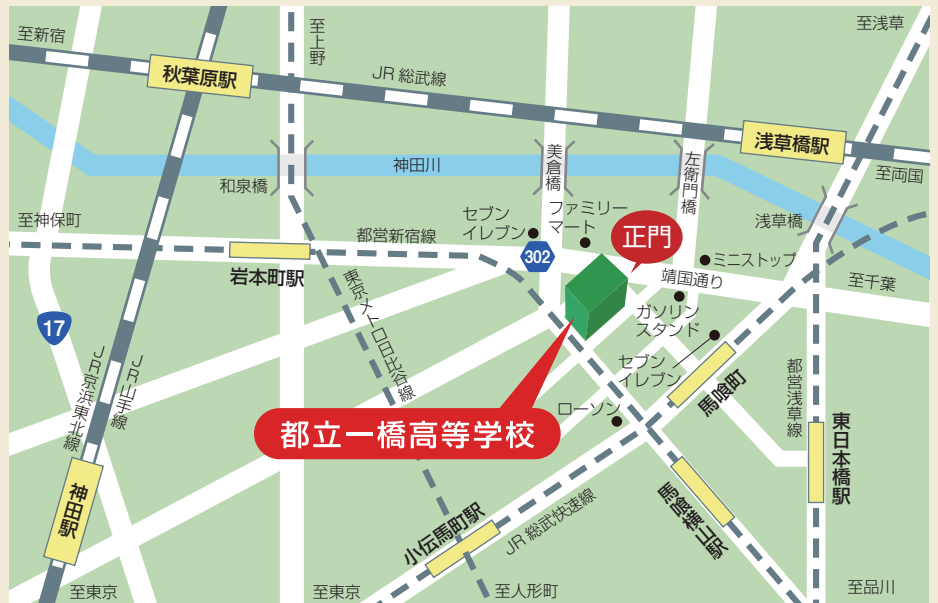 至新宿
至上野
至浅草
秋葉原駅
JR 総武線
浅草橋駅
至両国
美倉橋
左衛門橋
神田川
和泉橋
浅草橋
至神保町
都営新宿線
セブン
イレブン
ファミリー
マート
正門
302
ミニストップ
靖国通り
至千葉
岩本町駅
東京メトロ日比谷線
17
ガソリン
スタンド
JR山手線
JR京浜東北線
セブン
イレブン
馬喰町
都営浅草線
ローソン
都立一橋高等学校
東日本橋駅
神田駅
馬喰横山駅
小伝馬町駅
JR 総武快速線
至東京
至東京
至人形町
至品川